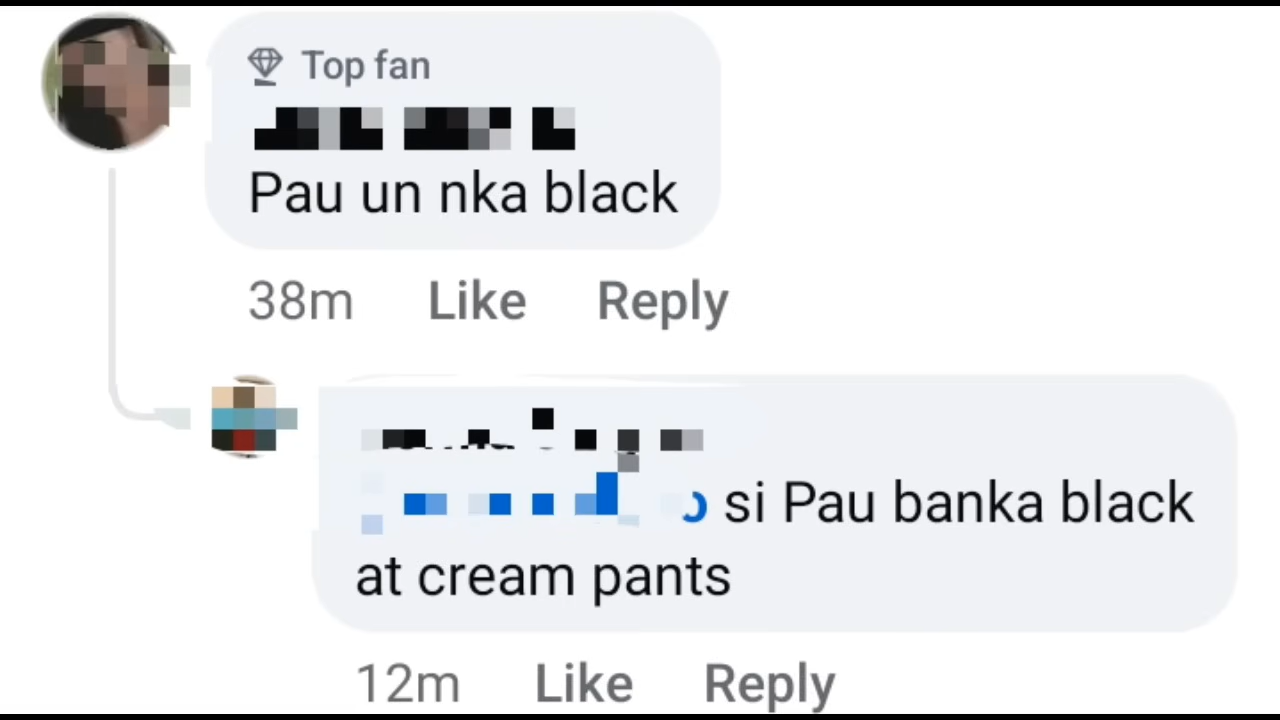 Top fan
Pau un nka black
38m Like Reply
si Pau banka black
at cream pants
12m Like Reply